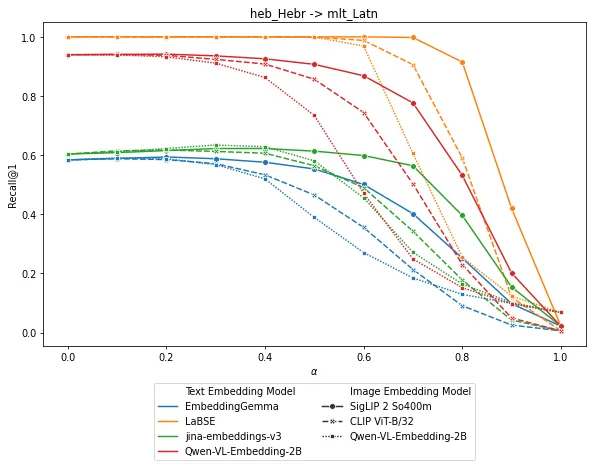 heb_Hebr -> mlt_Latn
1.0
0.8
0.6
0.4
0.2
0.0
Recall@1
0.0 0.2 0.4 0.6 0.8 1.0
α
Text Embedding Model Image Embedding Model
EmbeddingGemma SigLIP 2 So400m
LaBSE CLIP ViT-B/32
jina-embeddings-v3 Qwen-VL-Embedding-2B
Qwen-VL-Embedding-2B